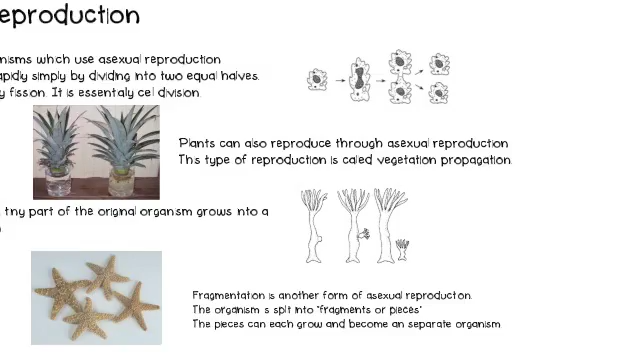 eproduction
nisms which use asexual reproduction
apidly simply by dividing into two equal halves.
y fission. It is essentialy cell division.
Plants can also reproduce through asexual reproduction
This type of reproduction is called vegetation propagation.
tiny part of the original organism grows into a
Fragmentation is another form of asexual reproduction.
The organism is split into "fragments or pieces"
The pieces can each grow and become an separate organism